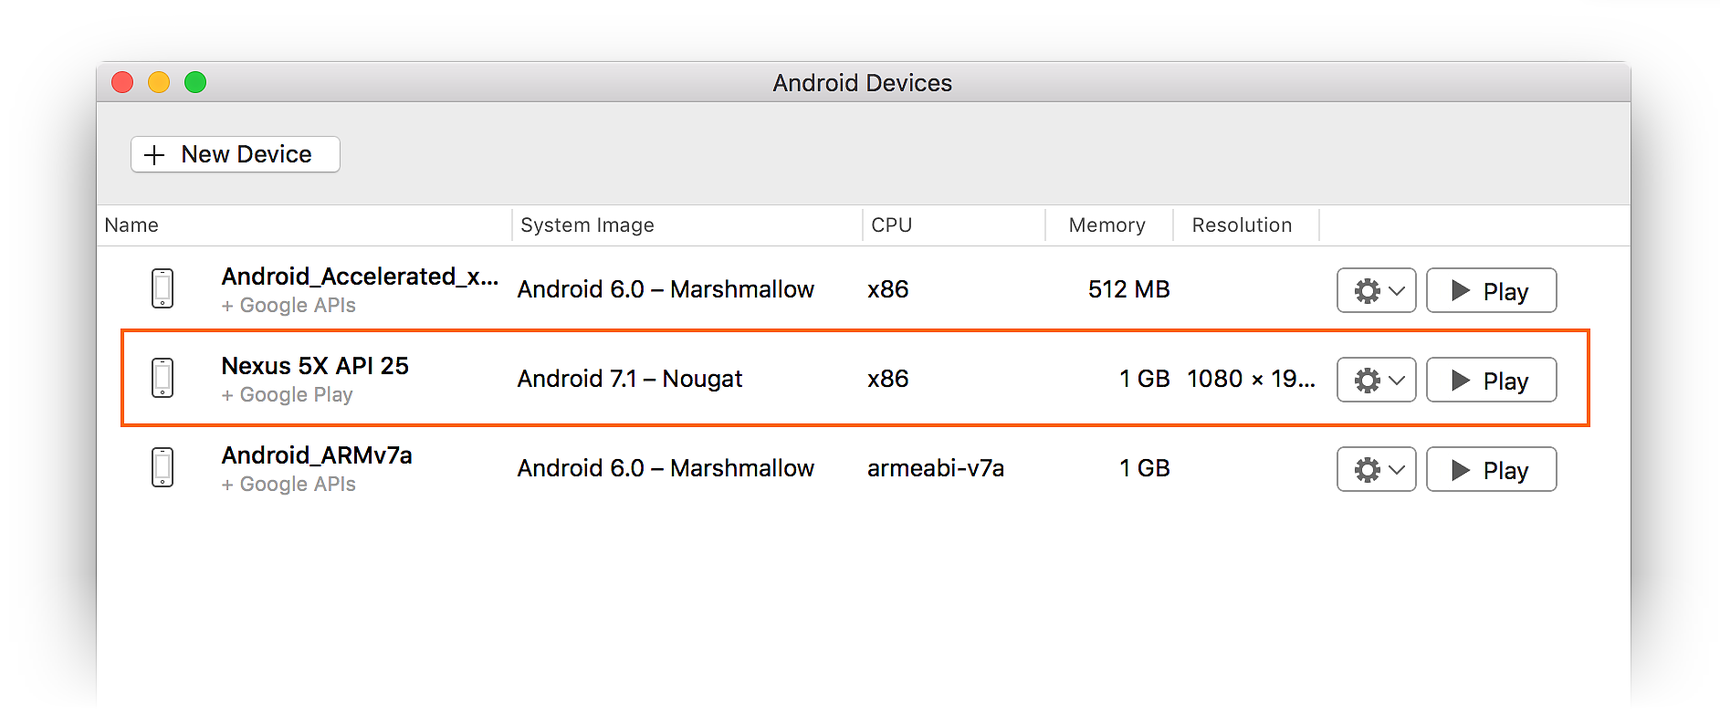 Android Devices
+ New Device
Name System Image CPU Memory Resolution
Android_Accelerated_x... Android 6.0 – Marshmallow x86 512 MB Play
+ Google APIs
Nexus 5X API 25 Android 7.1 – Nougat x86 1 GB 1080 × 19... Play
+ Google Play
Android_ARMv7a Android 6.0 – Marshmallow armeabi-v7a 1 GB Play
+ Google APIs